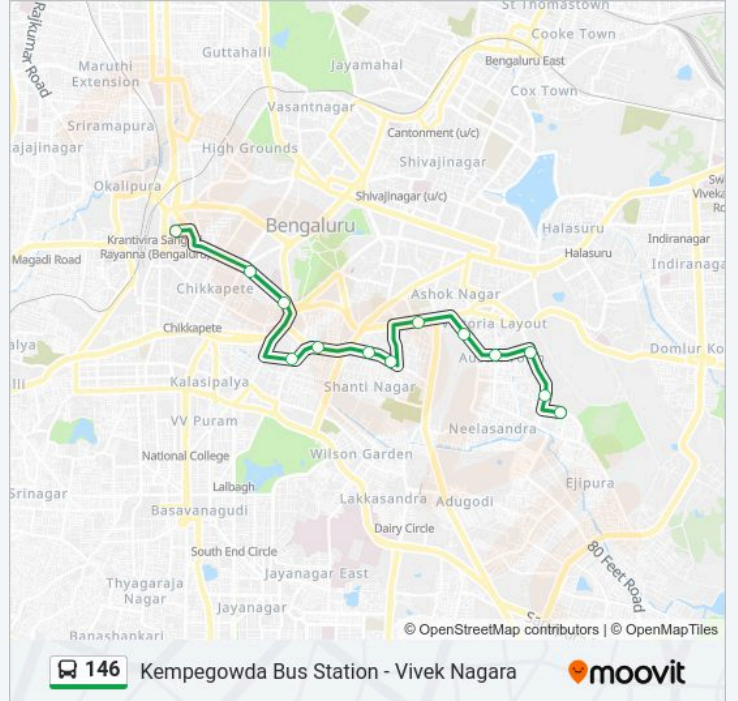 St Thomastown
Rajkumar Road
Cooke Town
Guttahalli
Bengaluru East
Maruthi
Extension
Jayamahal
Cox Town
Vasantnagar
Sriramapura
Cantonment (u/c)
ajajinagar
High Grounds
Shivajinagar
Okalipura
Shivajinagar (u/c)
Bengaluru
Halasuru
Krantivira Sang
Rayanna (Bengaluru
Indiranagar
Magadi Road
Halasuru
Indiranaga
Chikkapete
Ashok Nagar
Chikkapete
toria Layout
Domlur
Kalasipalya
Shanti Nagar
VV Puram
Neelasandra
National College
Wilson Garden
Srinagar
Lalbagh
Ejipura
Lakkasandra
Adugodi
Basavanagudi
Dairy Circle
South End Circle
80 Feet Road
Jayanagar East
Thyagaraja
Nagar
Jayanagar
Banashankari
© OpenStreetMap contributors | © OpenMapTiles
146 Kempegowda Bus Station - Vivek Nagara
moovit